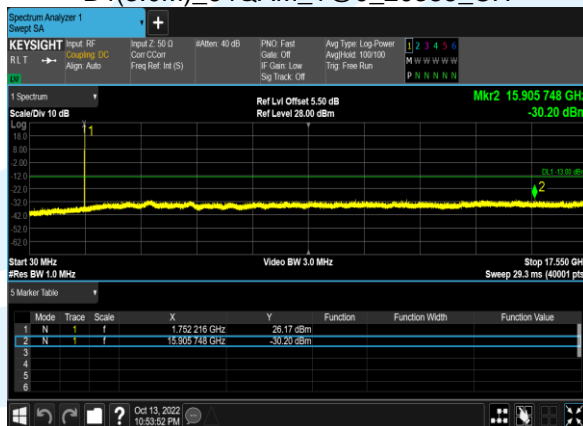 Spectrum Analyzer 1
Swept SA
+
KEYSIGHT
RLT
Input: RF
Coupling: DC
Align: Auto
Input Z: 50 Ω
Corr CCorr
Freq Ref: Int (S)
#Atten: 40 dB
PNO: Fast
Gate: Off
IF Gain: Low
Sig Track: Off
Avg Type: Log-Power
Avg|Hold: 100/100
Trig: Free Run
1 2 3 4 5 6
M W W W W W
P N N N N N
1 Spectrum
Scale/Div 10 dB
Ref Lvl Offset 5.50 dB
Ref Level 28.00 dBm
Mkr2 15.905 748 GHz
-30.20 dBm
Log
18.0
8.00
-2.00
-12.0
-22.0
-32.0
-42.0
-52.0
-62.0
1
DL1 -13.00 dB
2
Start 30 MHz
#Res BW 1.0 MHz
Video BW 3.0 MHz
Stop 17.550 GH
Sweep 29.3 ms (40001 pts
5 Marker Table
Mode Trace Scale X Y Function Function Width Function Value
1 N 1 f 1.752 216 GHz 26.17 dBm
2 N 1 f 15.905 748 GHz -30.20 dBm
3
4
5
6
?
Oct 13, 2022
10:53:52 PM